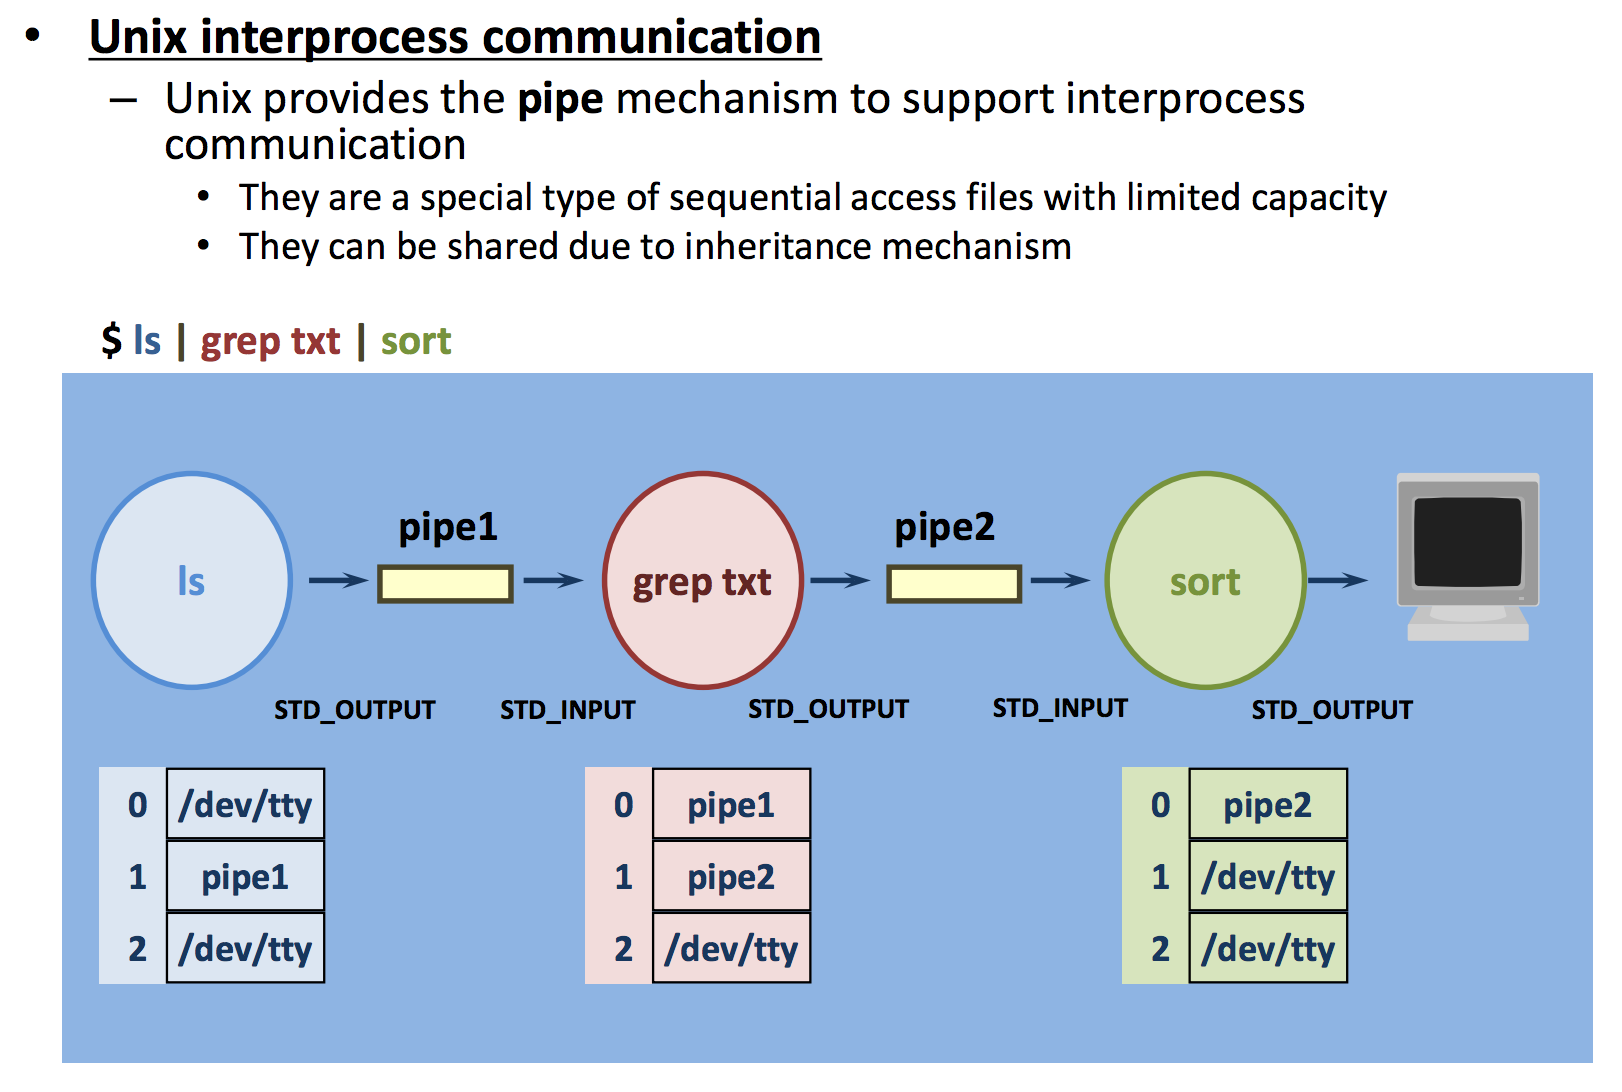 • Unix interprocess communication
– Unix provides the pipe mechanism to support interprocess
communication
• They are a special type of sequential access files with limited capacity
• They can be shared due to inheritance mechanism
$ ls | grep txt | sort
pipe1
pipe2
ls
grep txt
sort
STD_OUTPUT
STD_INPUT
STD_OUTPUT
STD_INPUT
STD_OUTPUT
0 /dev/tty
1 pipe1
2 /dev/tty
0 pipe1
1 pipe2
2 /dev/tty
0 pipe2
1 /dev/tty
2 /dev/tty